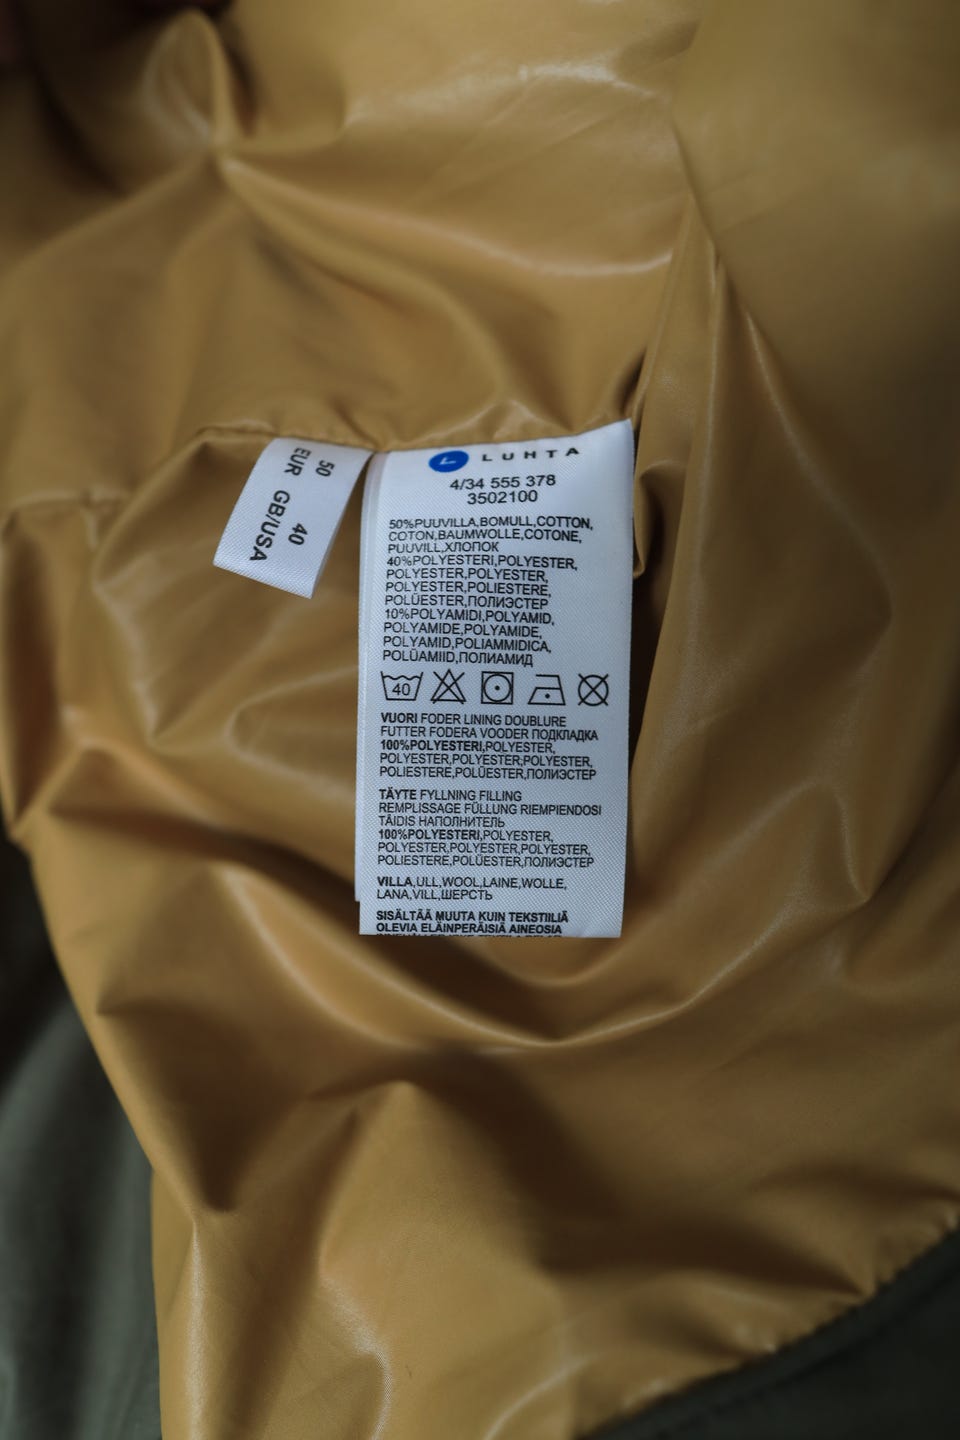 50
EUR
40
GB/USA
LUHTA
4/34 555 378
3502100
50%PUUVILLA,BOMULL,COTTON,
COTON,BAUMWOLLE,COTONE,
PUUVILL,ХЛОПОК
40%POLYESTERI,POLYESTER,
POLYESTER,POLYESTER,
POLYESTER,POLIESTERE,
POLÜESTER,ПОЛИЭСТЕР
10%POLYAMIDI,POLYAMID,
POLYAMIDE,POLYAMIDE,
POLYAMID,POLIAMMIDICA,
POLÜAMIID,ПОЛИАМИД
40
VUORI FODER LINING DOUBLURE
FUTTER FODERA VOODER ПОДКЛАДКА
100%POLYESTERI,POLYESTER,
POLYESTER,POLYESTER,POLYESTER,
POLIESTERE,POLÜESTER,ПОЛИЭСТЕР
TÄYTE FYLLNING FILLING
REMPLISSAGE FÜLLUNG RIEMPIENDOSI
TÄIDIS НАПОЛНИТЕЛЬ
100%POLYESTERI,POLYESTER,
POLYESTER,POLYESTER,POLYESTER,
POLIESTERE,POLÜESTER,ПОЛИЭСТЕР
VILLA,ULL,WOOL,LAINE,WOLLE,
LANA,VILL,ШЕРСТЬ
SISÄLTÄÄ MUUTA KUIN TEKSTIILIÄ
OLEVIA ELÄINPERÄISIÄ AINEOSIA